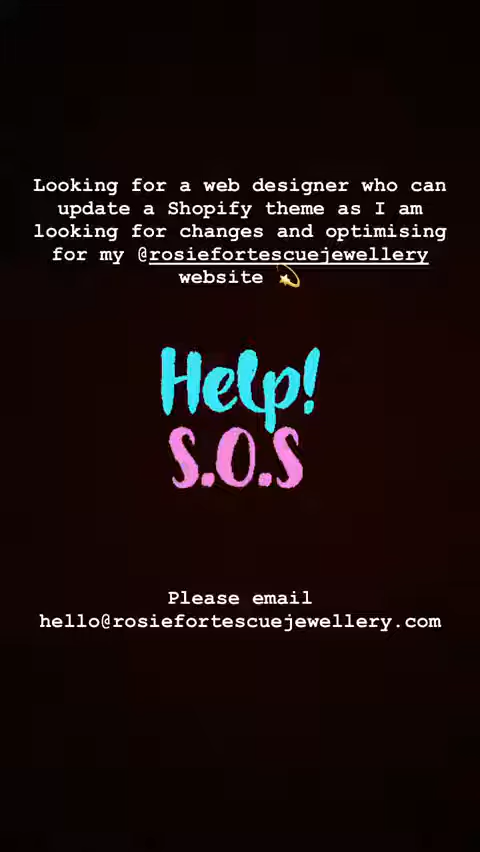 Looking for a web designer who can
update a Shopify theme as I am
looking for changes and optimising
for my @rosiefortescuejewellery
website 💫
Help!
S.O.S
Please email
hello@rosiefortescuejewellery.com